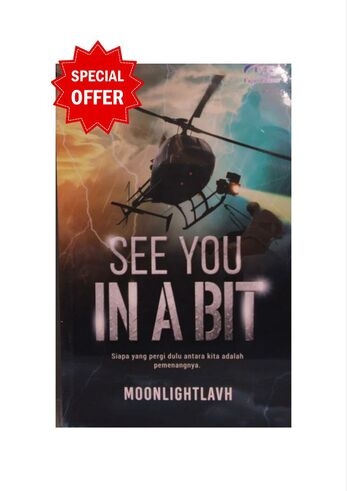 SPECIAL
OFFER
SEE YOU
IN A BIT
Siapa yang pergi dulu antara kita adalah
pemenangnya.
MOONLIGHTLAVH